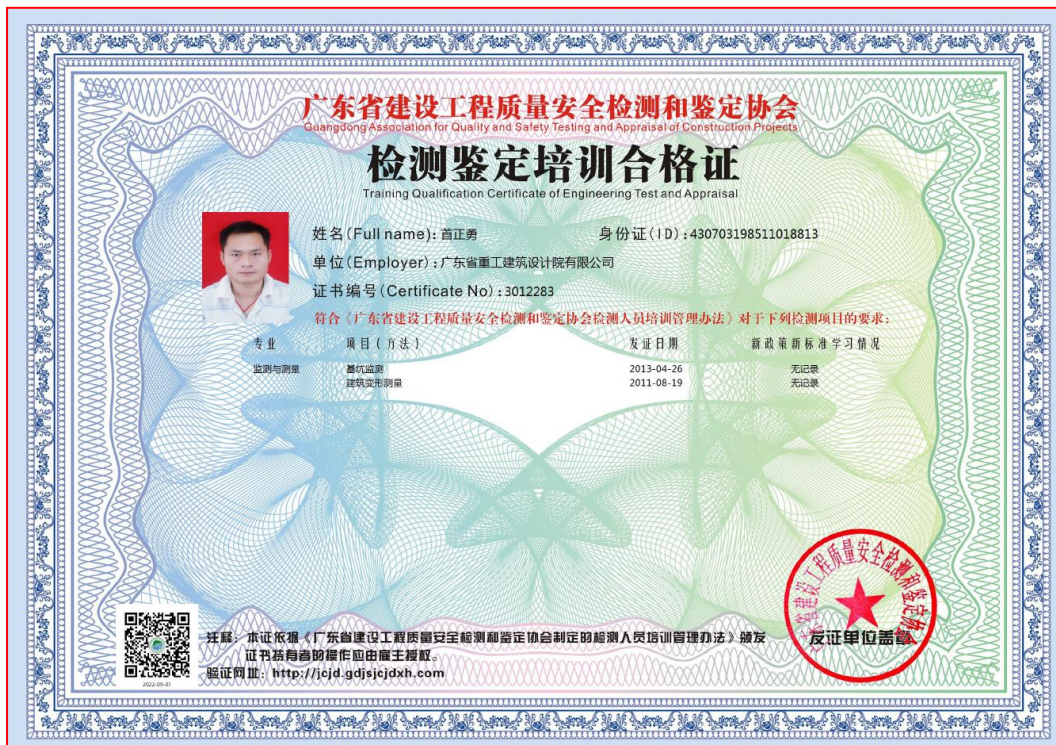 广东省建设工程质量安全检测和鉴定协会
Guangdong Association for Quality and Safety Testing and Appraisal of Construction Projects
检测鉴定培训合格证
Training Qualification Certificate of Engineering Test and Appraisal
姓名(Full name): 首正勇 身份证(ID):430703198511018813
单位(Employer):广东省重工建筑设计院有限公司
证书编号(Certificate No):3012283
符合《广东省建设工程质量安全检测和鉴定协会检测人员培训管理办法》对于下列检测项目的要求:
专业 项目(方法) 发证日期 新政策新标准学习情况
监测与测量 基坑监测 2013-04-26 无记录
建筑变形测量 2011-08-19 无记录
广东省建设工程质量安全检测和鉴定协会
发证单位盖章
注释: 本证依据《广东省建设工程质量安全检测和鉴定协会制定的检测人员培训管理办法》颁发
证书持有者的操作应由雇主授权。
验证网址: http://jcjd.gdjsjcjdxh.com